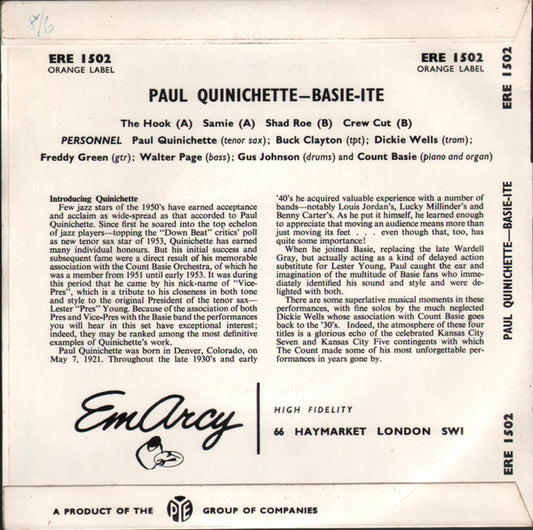 8/6
ERE 1502
ORANGE LABEL
ERE 1502
ORANGE LABEL
PAUL QUINICHETTE—BASIE-ITE
The Hook (A) Samie (A) Shad Roe (B) Crew Cut (B)
PERSONNEL Paul Quinichette (tenor sax); Buck Clayton (tpt); Dickie Wells (trom);
Freddy Green (gtr); Walter Page (bass); Gus Johnson (drums) and Count Basie (piano and organ)
Introducing Quinichette
Few jazz stars of the 1950's have earned acceptance
and acclaim as wide-spread as that accorded to Paul
Quinichette. Since first he soared into the top echelon
of jazz players—topping the "Down Beat" critics' poll
as new tenor sax star of 1953, Quinichette has earned
many individual honours. But his initial success and
subsequent fame were a direct result of his memorable
association with the Count Basie Orchestra, of which he
was a member from 1951 until early 1953. It was during
this period that he came by his nick-name of "Vice-
Pres", which is a tribute to his closeness in both tone
and style to the original President of the tenor sax—
Lester "Pres" Young. Because of the association of both
Pres and Vice-Pres with the Basie band the performances
you will hear in this set have exceptional interest;
indeed, they may be ranked among the most definitive
examples of Quinichette's work.
Paul Quinichette was born in Denver, Colorado, on
May 7, 1921. Throughout the late 1930's and early
'40's he acquired valuable experience with a number of
bands—notably Louis Jordan's, Lucky Millinder's and
Benny Carter's. As he put it himself, he learned enough
to appreciate that moving an audience means more than
just moving its feet . . . even though that, too, has
quite some importance!
When he joined Basie, replacing the late Wardell
Gray, but actually acting as a kind of delayed action
substitute for Lester Young, Paul caught the ear and
imagination of the multitude of Basie fans who imme-
diately identified his sound and style and were de-
lighted with both.
There are some superlative musical moments in these
performances, with fine solos by the much neglected
Dickie Wells whose association with Count Basie goes
back to the '30's. Indeed, the atmosphere of these four
titles is a glorious echo of the celebrated Kansas City
Seven and Kansas City Five contingents with which
The Count made some of his most unforgettable per-
formances in years gone by.
EmArcy
HIGH FIDELITY
66 HAYMARKET LONDON SW1
A PRODUCT OF THE PYE GROUP OF COMPANIES
ERE 1502
PAUL QUINICHETTE—BASIE-ITE
ERE 1502